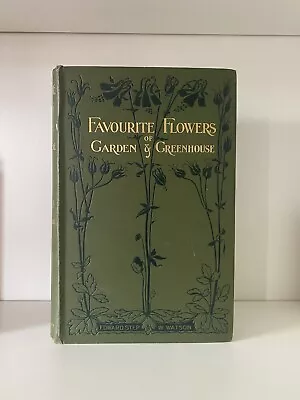 FAVOURITE FLOWERS
OF
GARDEN & GREENHOUSE
EDWARD STEP W. WATSON